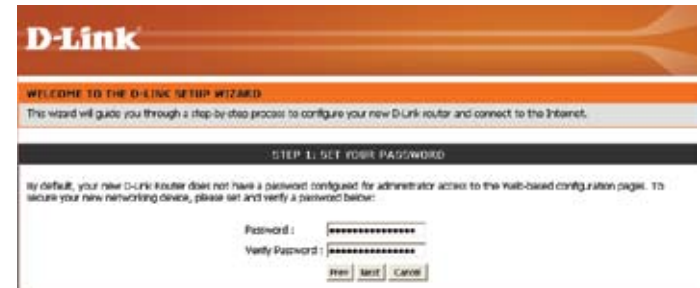 D-Link
WELCOME TO THE D-LINK SETUP WIZARD
This wizard will guide you through a step-by-step process to configure your new D-Link router and connect to the Internet.
STEP 1: SET YOUR PASSWORD
By default, your new D-Link Router does not have a password configured for administrator access to the Web-based configuration pages. To
secure your new networking device, please set and verify a password below:
Password :
Verify Password :
Prev Next Cancel